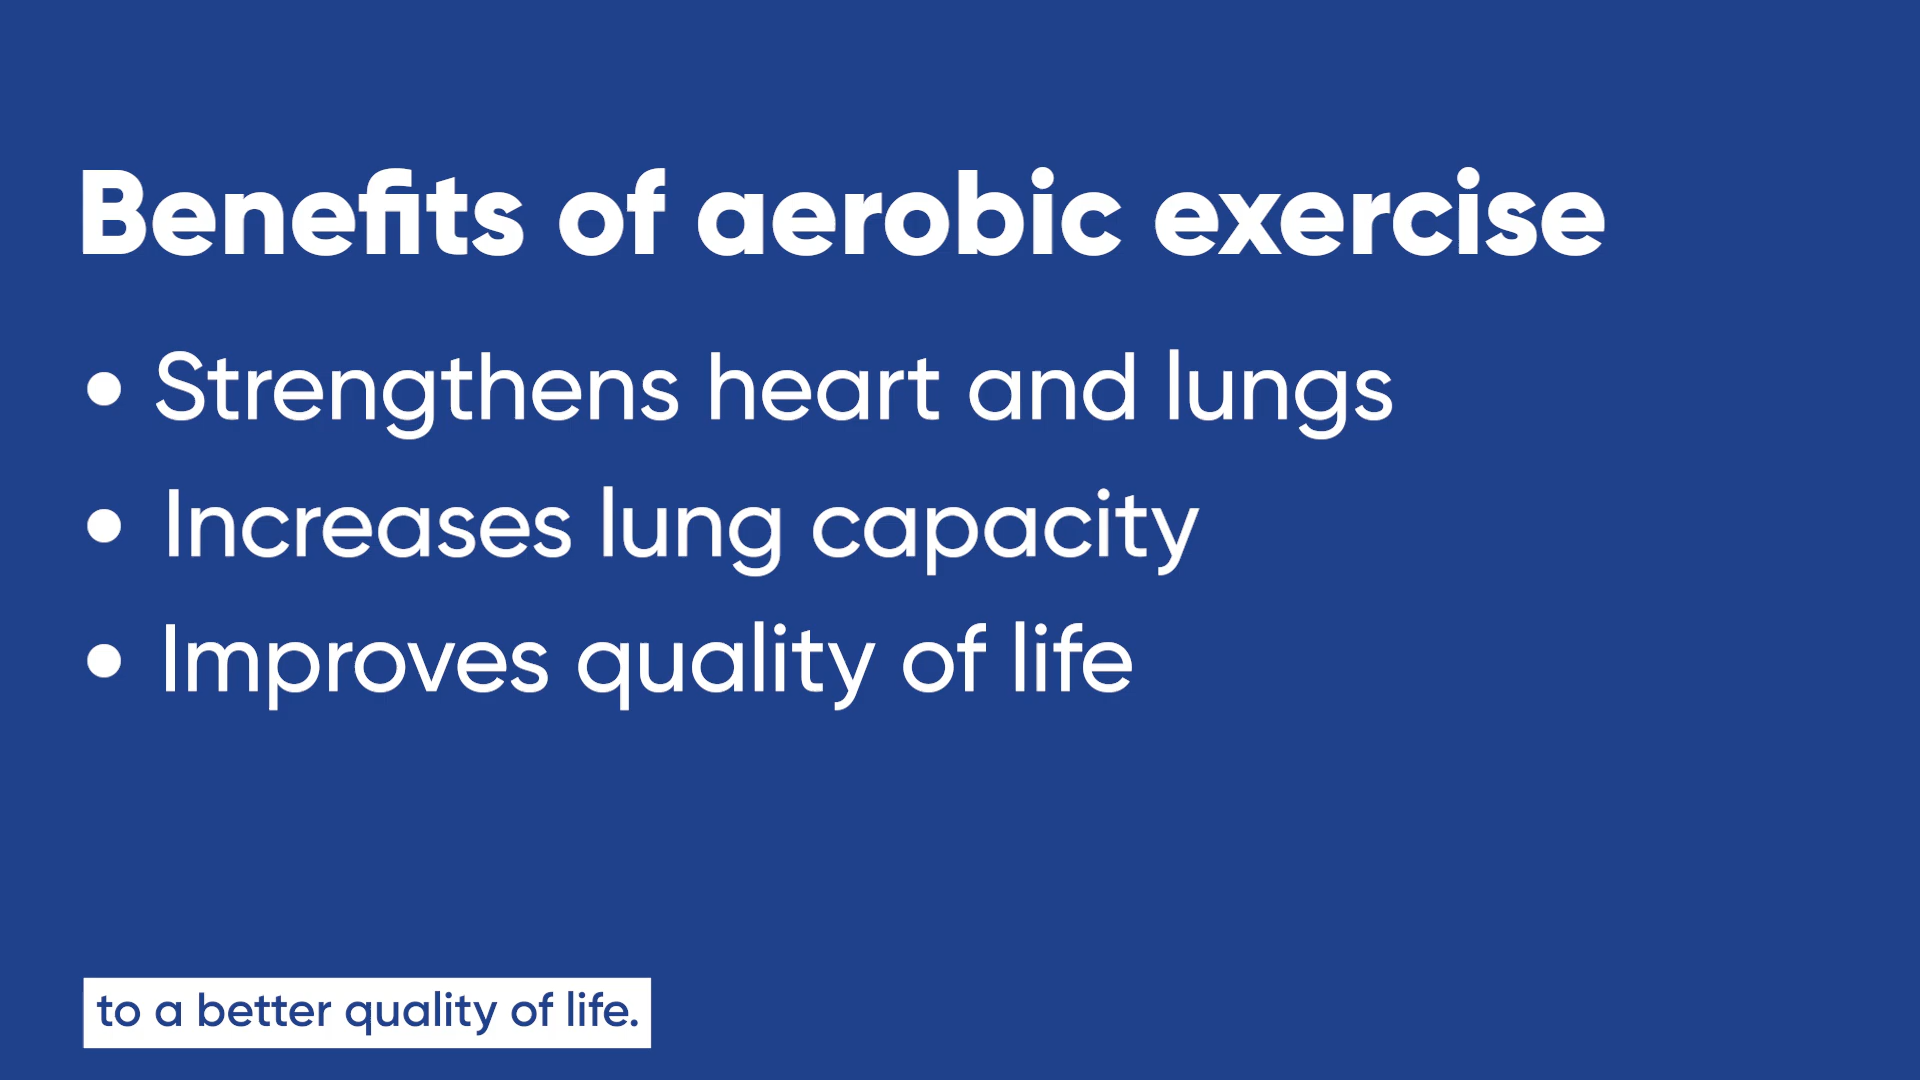 Benefits of aerobic exercise
• Strengthens heart and lungs
• Increases lung capacity
• Improves quality of life
to a better quality of life.